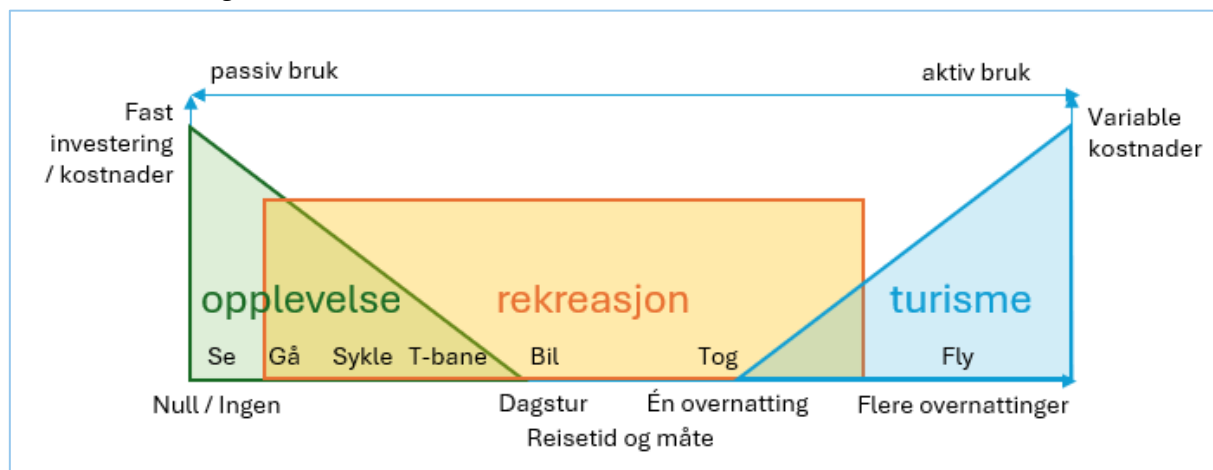 passiv bruk
aktiv bruk
Fast
investering
/ kostnader
Variable
kostnader
opplevelse
rekreasjon
turisme
Se
Gå
Sykle
T-bane
Bil
Tog
Fly
Null / Ingen
Dagstur
Én overnatting
Flere overnattinger
Reisetid og måte